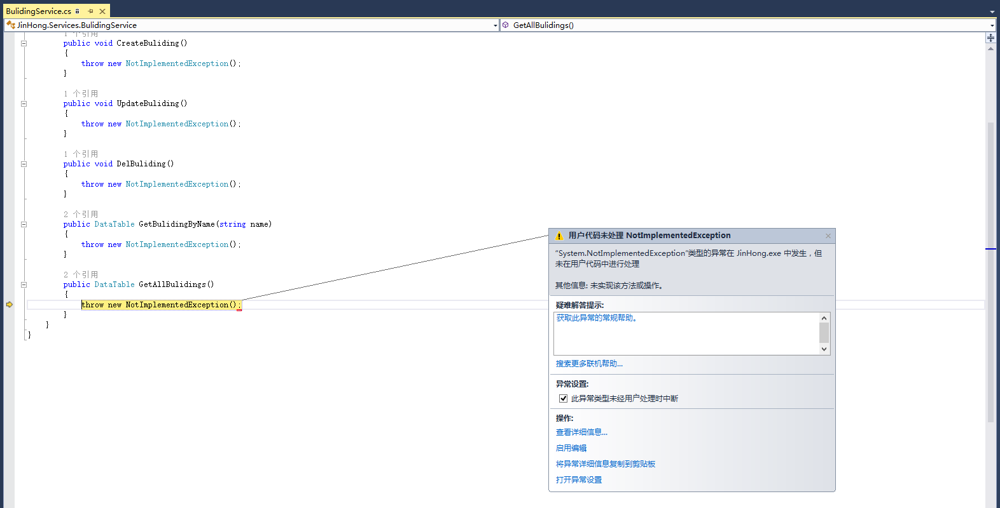 BulidingService.cs
JinHong.Services.BulidingService
GetAllBulidings()
1 个引用
public void CreateBuliding()
{
throw new NotImplementedException();
}
1 个引用
public void UpdateBuliding()
{
throw new NotImplementedException();
}
1 个引用
public void DelBuliding()
{
throw new NotImplementedException();
}
2 个引用
public DataTable GetBulidingByName(string name)
{
throw new NotImplementedException();
}
2 个引用
public DataTable GetAllBulidings()
{
throw new NotImplementedException();
}
}
}
用户代码未处理 NotImplementedException
“System.NotImplementedException”类型的异常在 JinHong.exe 中发生，但
未在用户代码中进行处理
其他信息: 未实现该方法或操作。
疑难解答提示:
获取此异常的常规帮助。
搜索更多联机帮助...
异常设置:
此异常类型未经用户处理时中断
操作:
查看详细信息...
启用编辑
将异常详细信息复制到剪贴板
打开异常设置